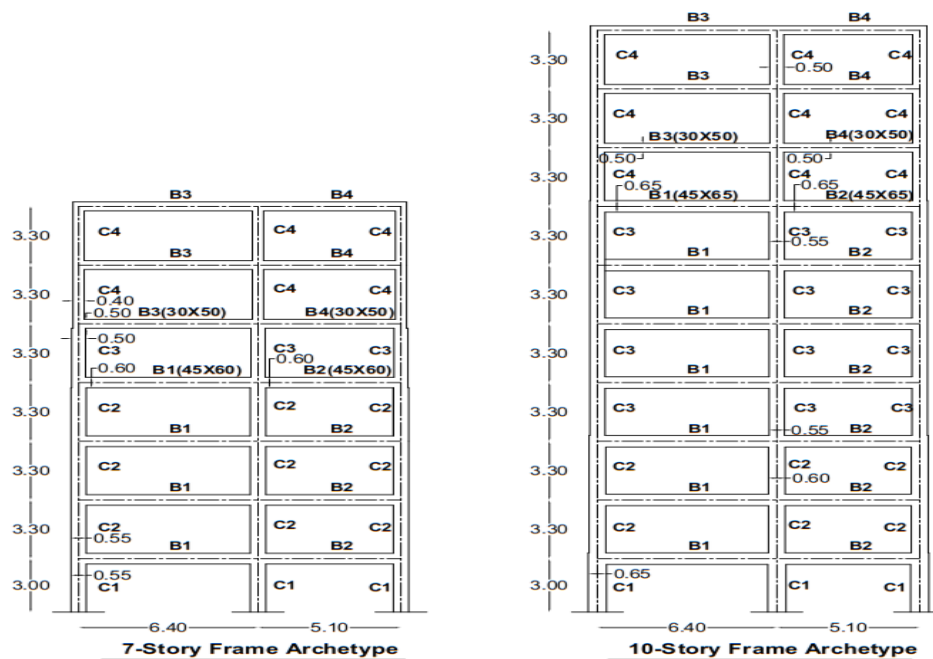 B3 B4
3.30 C4 C4 C4
B3 B4
3.30 C4 C4 C4
0.40
0.50 B3(30X50) B4(30X50)
0.50
3.30 C3 C3 C3
0.60 B1(45X60) 0.60 B2(45X60)
3.30 C2 C2 C2
B1 B2
3.30 C2 C2 C2
B1 B2
3.30 C2 C2 C2
0.55 B1 B2
0.55
3.00 C1 C1 C1
6.40 5.10
7-Story Frame Archetype
B3 B4
3.30 C4 C4 C4
0.50
B3 B4
3.30 C4 C4 C4
B3(30X50) B4(30X50)
0.50 0.50
3.30 C4 C4 C4
0.65 0.65
B1(45X65) B2(45X65)
3.30 C3 C3 C3
0.55
B1 B2
3.30 C3 C3 C3
B1 B2
3.30 C3 C3 C3
B1 B2
3.30 C3 C3 C3
B1 0.55 B2
3.30 C2 C2 C2
0.60
B1 B2
3.30 C2 C2 C2
B1 B2
0.65
3.00 C1 C1 C1
6.40 5.10
10-Story Frame Archetype